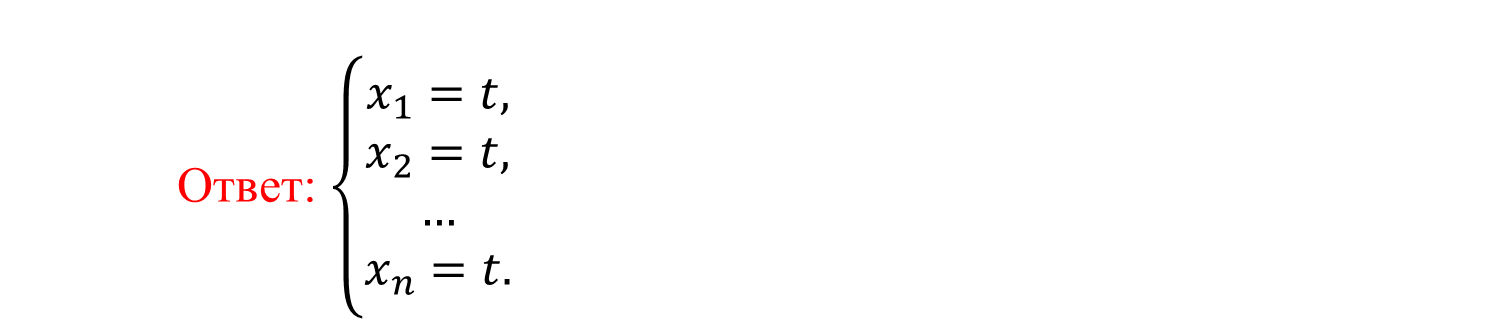 x₁ = t,
x₂ = t,
Ответ:
...
xₙ = t.